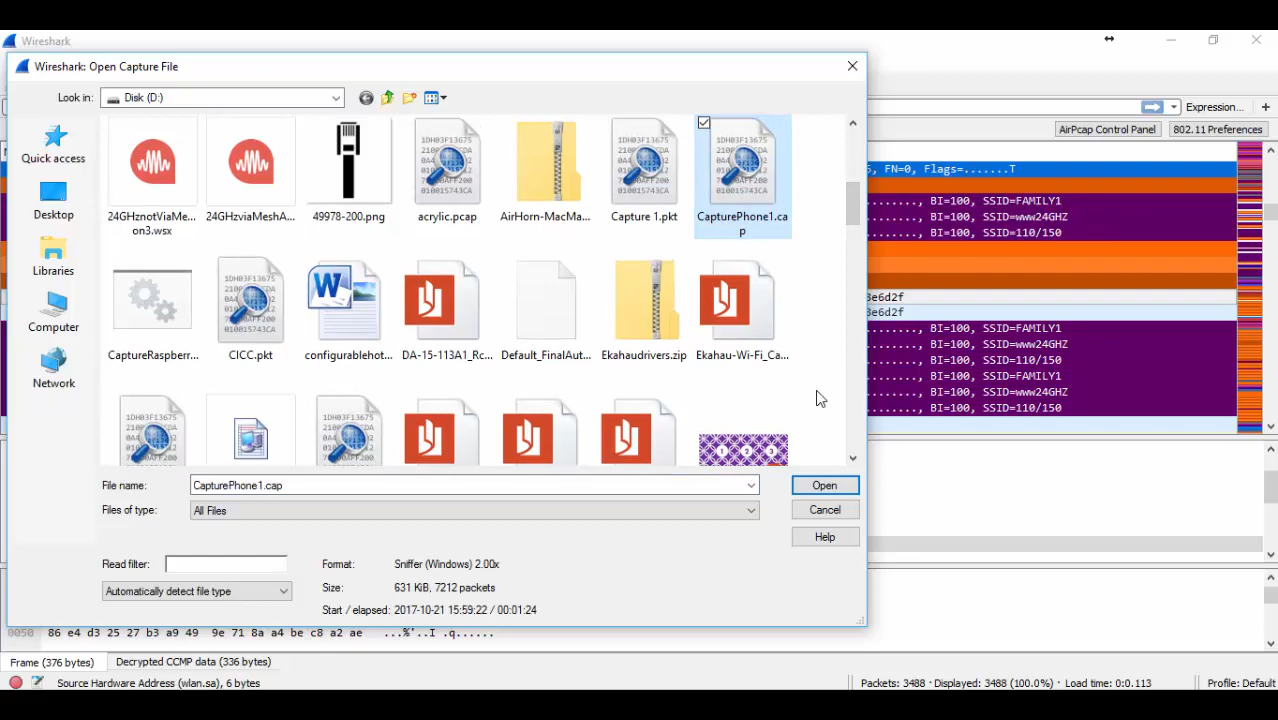 Wireshark
Wireshark: Open Capture File
Look in:
Disk (D:)
Expression...
+
AirPcap Control Panel
802.11 Preferences
Quick access
Desktop
Libraries
Computer
Network
24GHznotViaMe...
on3.wsx
24GHzviaMeshA...
49978-200.png
acrylic.pcap
AirHorn-MacMa...
Capture 1.pkt
CapturePhone1.ca
p
CaptureRaspberr...
CICC.pkt
configurablehot...
DA-15-113A1_Rc...
Default_FinalAut...
Ekahaudrivers.zip
Ekahau-Wi-Fi_Ca...
1 2 3
, FN=0, Flags=.......T
........, BI=100, SSID=FAMILY1
........, BI=100, SSID=www24GHZ
........, BI=100, SSID=110/150
3e6d2f
3e6d2f
........, BI=100, SSID=FAMILY1
........, BI=100, SSID=www24GHZ
........, BI=100, SSID=110/150
........, BI=100, SSID=FAMILY1
........, BI=100, SSID=www24GHZ
........, BI=100, SSID=110/150
File name:
CapturePhone1.cap
Open
Files of type:
All Files
Cancel
Help
Read filter:
Automatically detect file type
Format: Sniffer (Windows) 2.00x
Size: 631 KiB, 7212 packets
Start / elapsed: 2017-10-21 15:59:22 / 00:01:24
0050 86 e4 d3 25 27 b3 a9 49 9e 71 8a a4 be c8 a2 ae ...%'..I .q......
Frame (376 bytes)
Decrypted CCMP data (336 bytes)
Source Hardware Address (wlan.sa), 6 bytes
Packets: 3488 · Displayed: 3488 (100.0%) · Load time: 0:0.113
Profile: Default